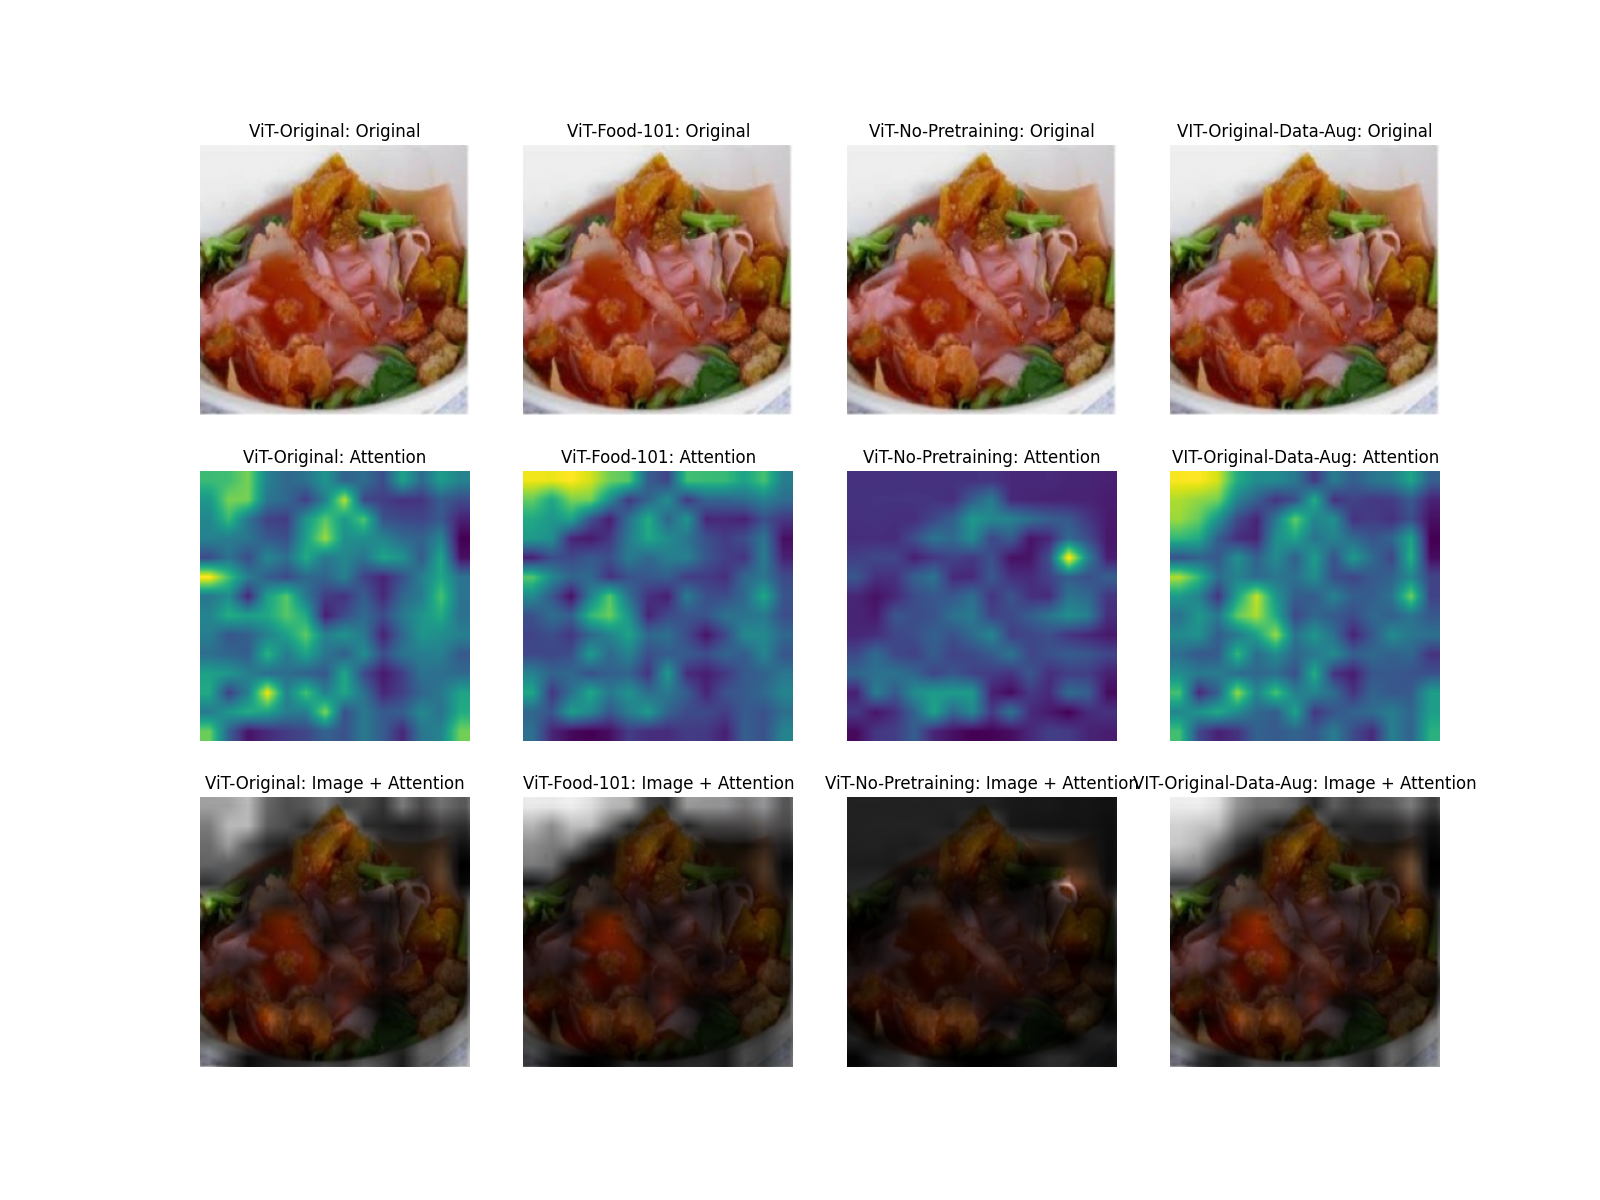 ViT-Original: Original
ViT-Food-101: Original
ViT-No-Pretraining: Original
VIT-Original-Data-Aug: Original
ViT-Original: Attention
ViT-Food-101: Attention
ViT-No-Pretraining: Attention
VIT-Original-Data-Aug: Attention
ViT-Original: Image + Attention
ViT-Food-101: Image + Attention
ViT-No-Pretraining: Image + Attention
VIT-Original-Data-Aug: Image + Attention